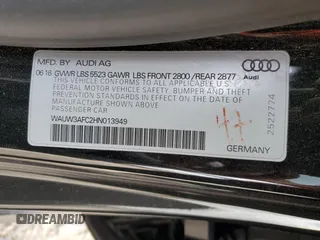 MFD. BY AUDI AG
06.16 GVWR LBS 5523 GAWR LBS FRONT 2800 /REAR 2877
Audi
THIS VEHICLE CONFORMS TO ALL APPLICABLE U.S.
FEDERAL MOTOR VEHICLE SAFETY, BUMPER AND THEFT
PREVENTION STANDARDS IN EFFECT ON THE DATE OF
MANUFACTURE SHOWN ABOVE.
WAUW3AFC2HN013949
TYPE:
GERMANY
2522774
DREAMBID